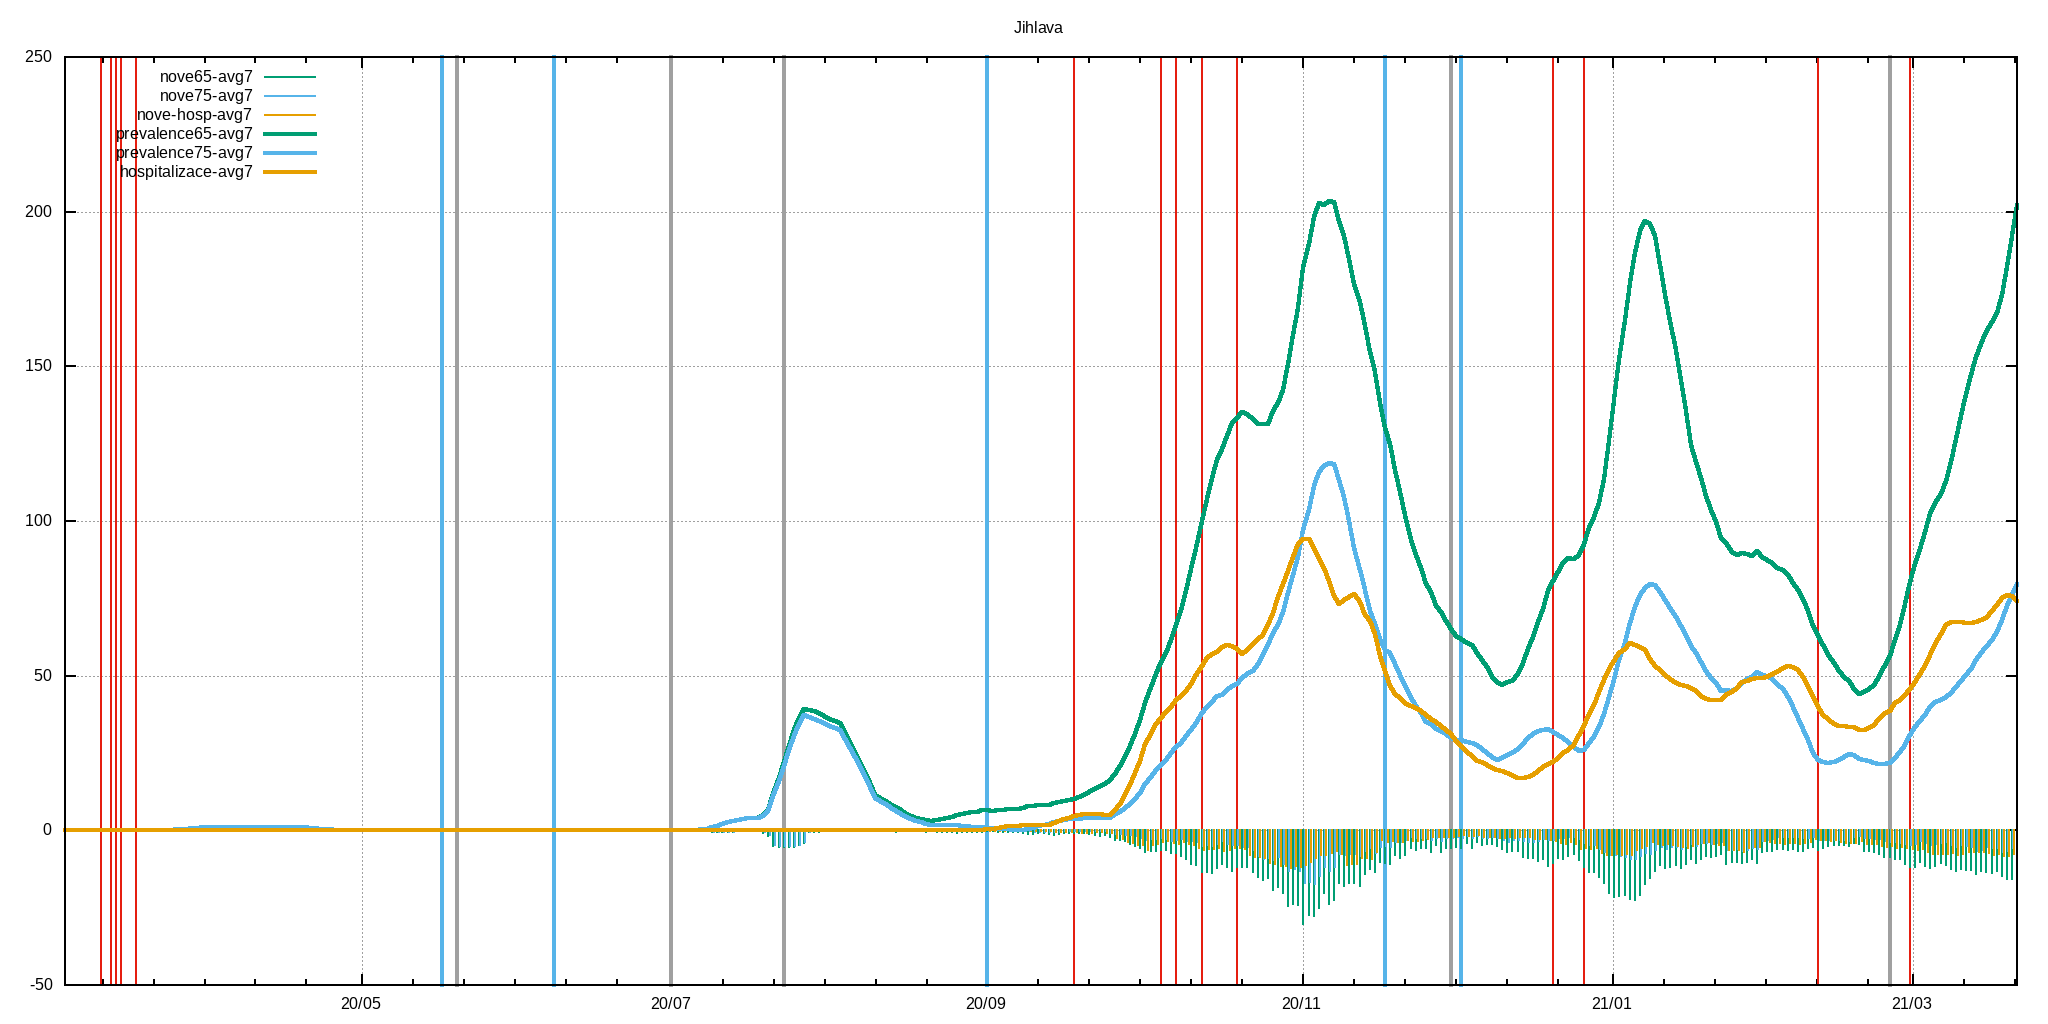 Jihlava
250
200
150
100
50
0
-50
nove65-avg7
nove75-avg7
nove-hosp-avg7
prevalence65-avg7
prevalence75-avg7
hospitalizace-avg7
20/05
20/07
20/09
20/11
21/01
21/03